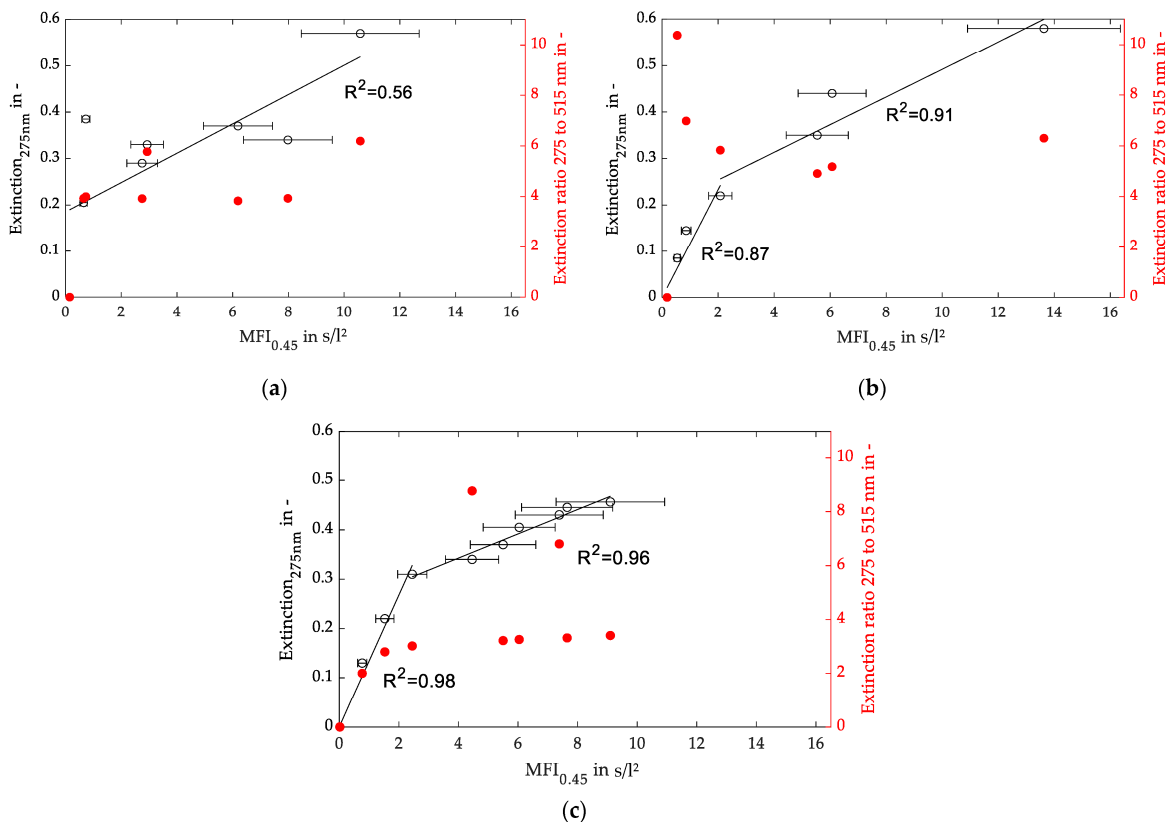 0.6
0.5
0.4
0.3
0.2
0.1
0
Extinction275nm in -
R2=0.56
10
8
6
4
2
0
Extinction ratio 275 to 515 nm in -
0 2 4 6 8 10 12 14 16
MFI0.45 in s/l²
(a)
0.6
0.5
0.4
0.3
0.2
0.1
0
Extinction275nm in -
R2=0.91
R2=0.87
10
8
6
4
2
0
Extinction ratio 275 to 515 nm in -
0 2 4 6 8 10 12 14 16
MFI0.45 in s/l²
(b)
0.6
0.5
0.4
0.3
0.2
0.1
0
Extinction275nm in -
R2=0.96
R2=0.98
10
8
6
4
2
0
Extinction ratio 275 to 515 nm in -
0 2 4 6 8 10 12 14 16
MFI0.45 in s/l²
(c)